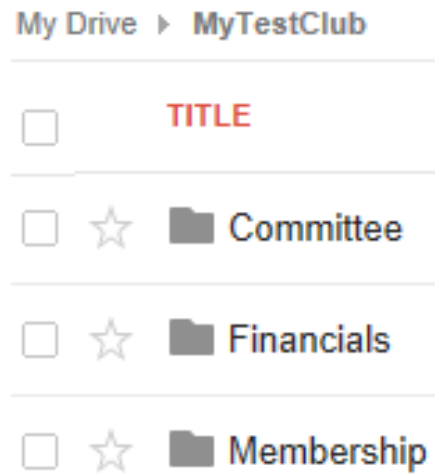 My Drive ▸ MyTestClub
TITLE
Committee
Financials
Membership